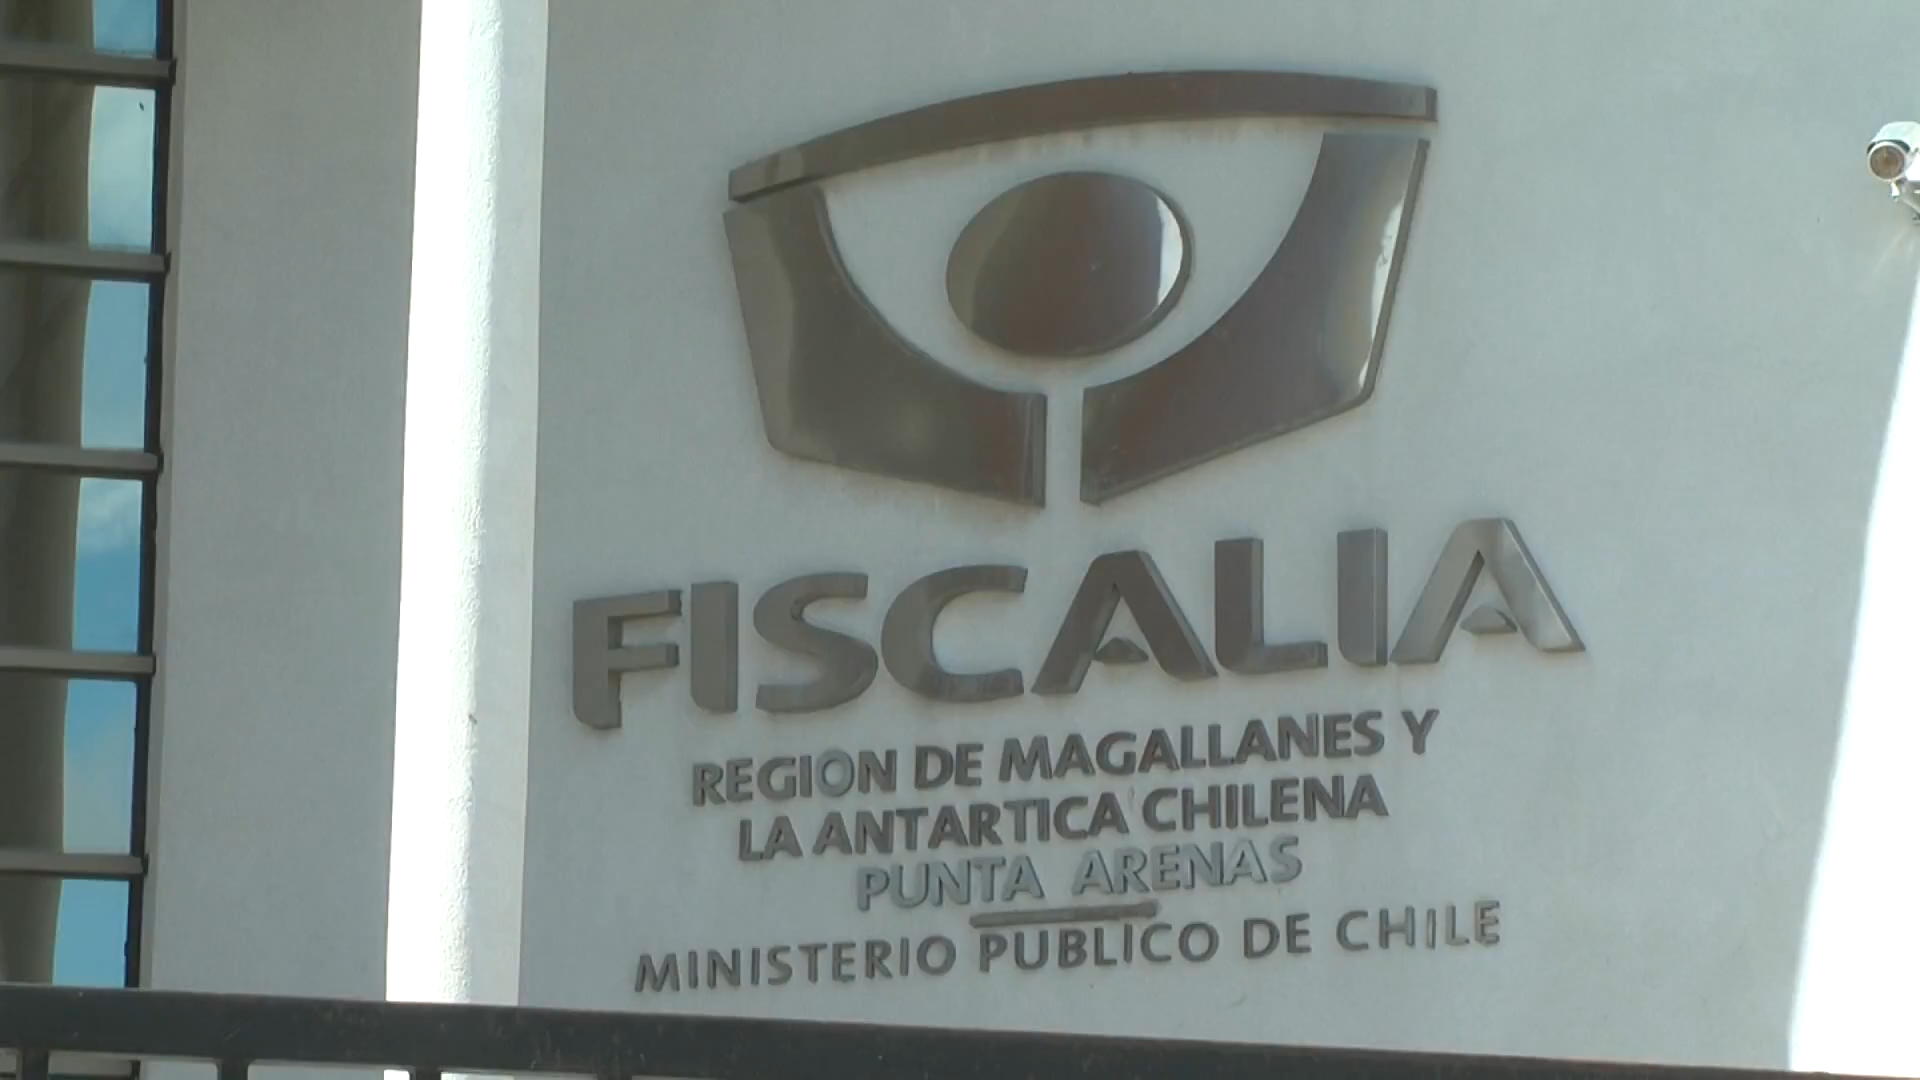 FISCALIA
REGION DE MAGALLANES Y
LA ANTARTICA CHILENA
PUNTA ARENAS
MINISTERIO PUBLICO DE CHILE